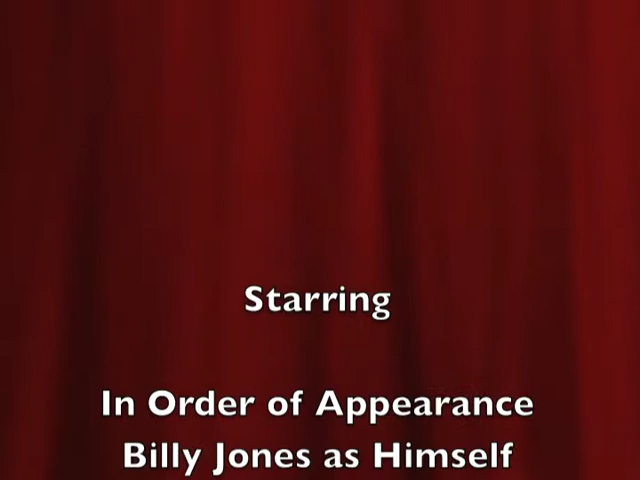 Starring
In Order of Appearance
Billy Jones as Himself